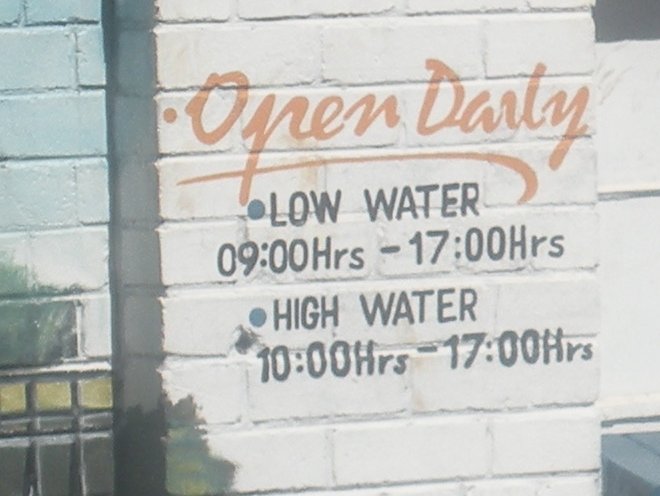 •Open Daily
•LOW WATER
09:00Hrs - 17:00Hrs
•HIGH WATER
10:00Hrs - 17:00Hrs